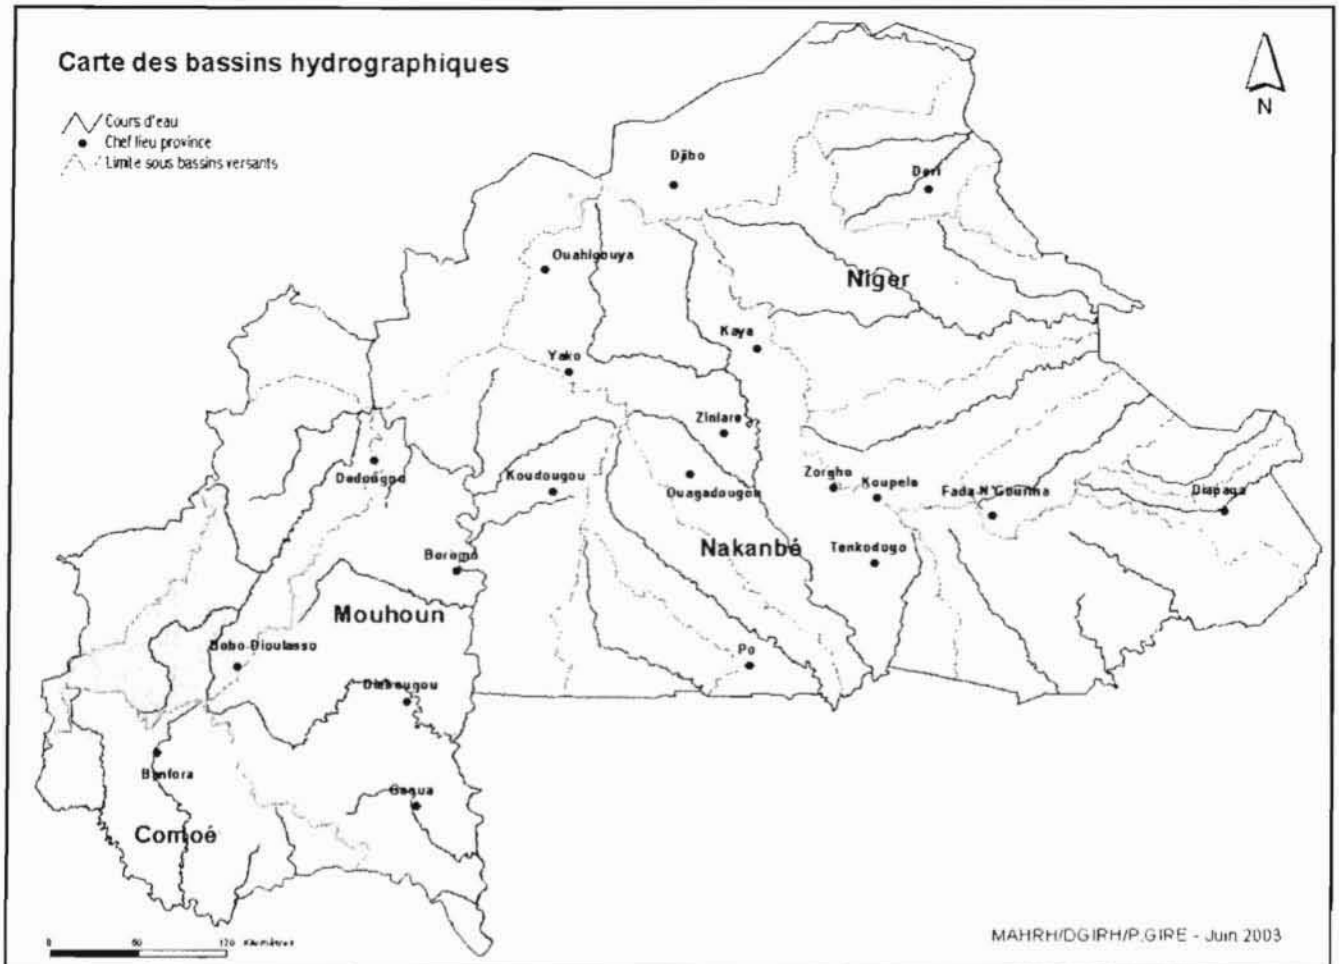 Carte des bassins hydrographiques
N
Cours d'eau
Chef lieu province
Limite sous bassins versants
Djibo
Dori
Ouahigouya
Niger
Kaya
Yako
Ziniare
Dedougou
Koudougou
Ouagadougou
Zorgho
Koupela
Fada-N'Gourma
Diapaga
Boromo
Nakanbé
Tenkodogo
Mouhoun
Bobo-Dioulasso
Po
Diebougou
Banfora
Gaoua
Comoé
0 60 120 Kilomètres
MAHRH/DGIRH/P.GIRE - Juin 2003